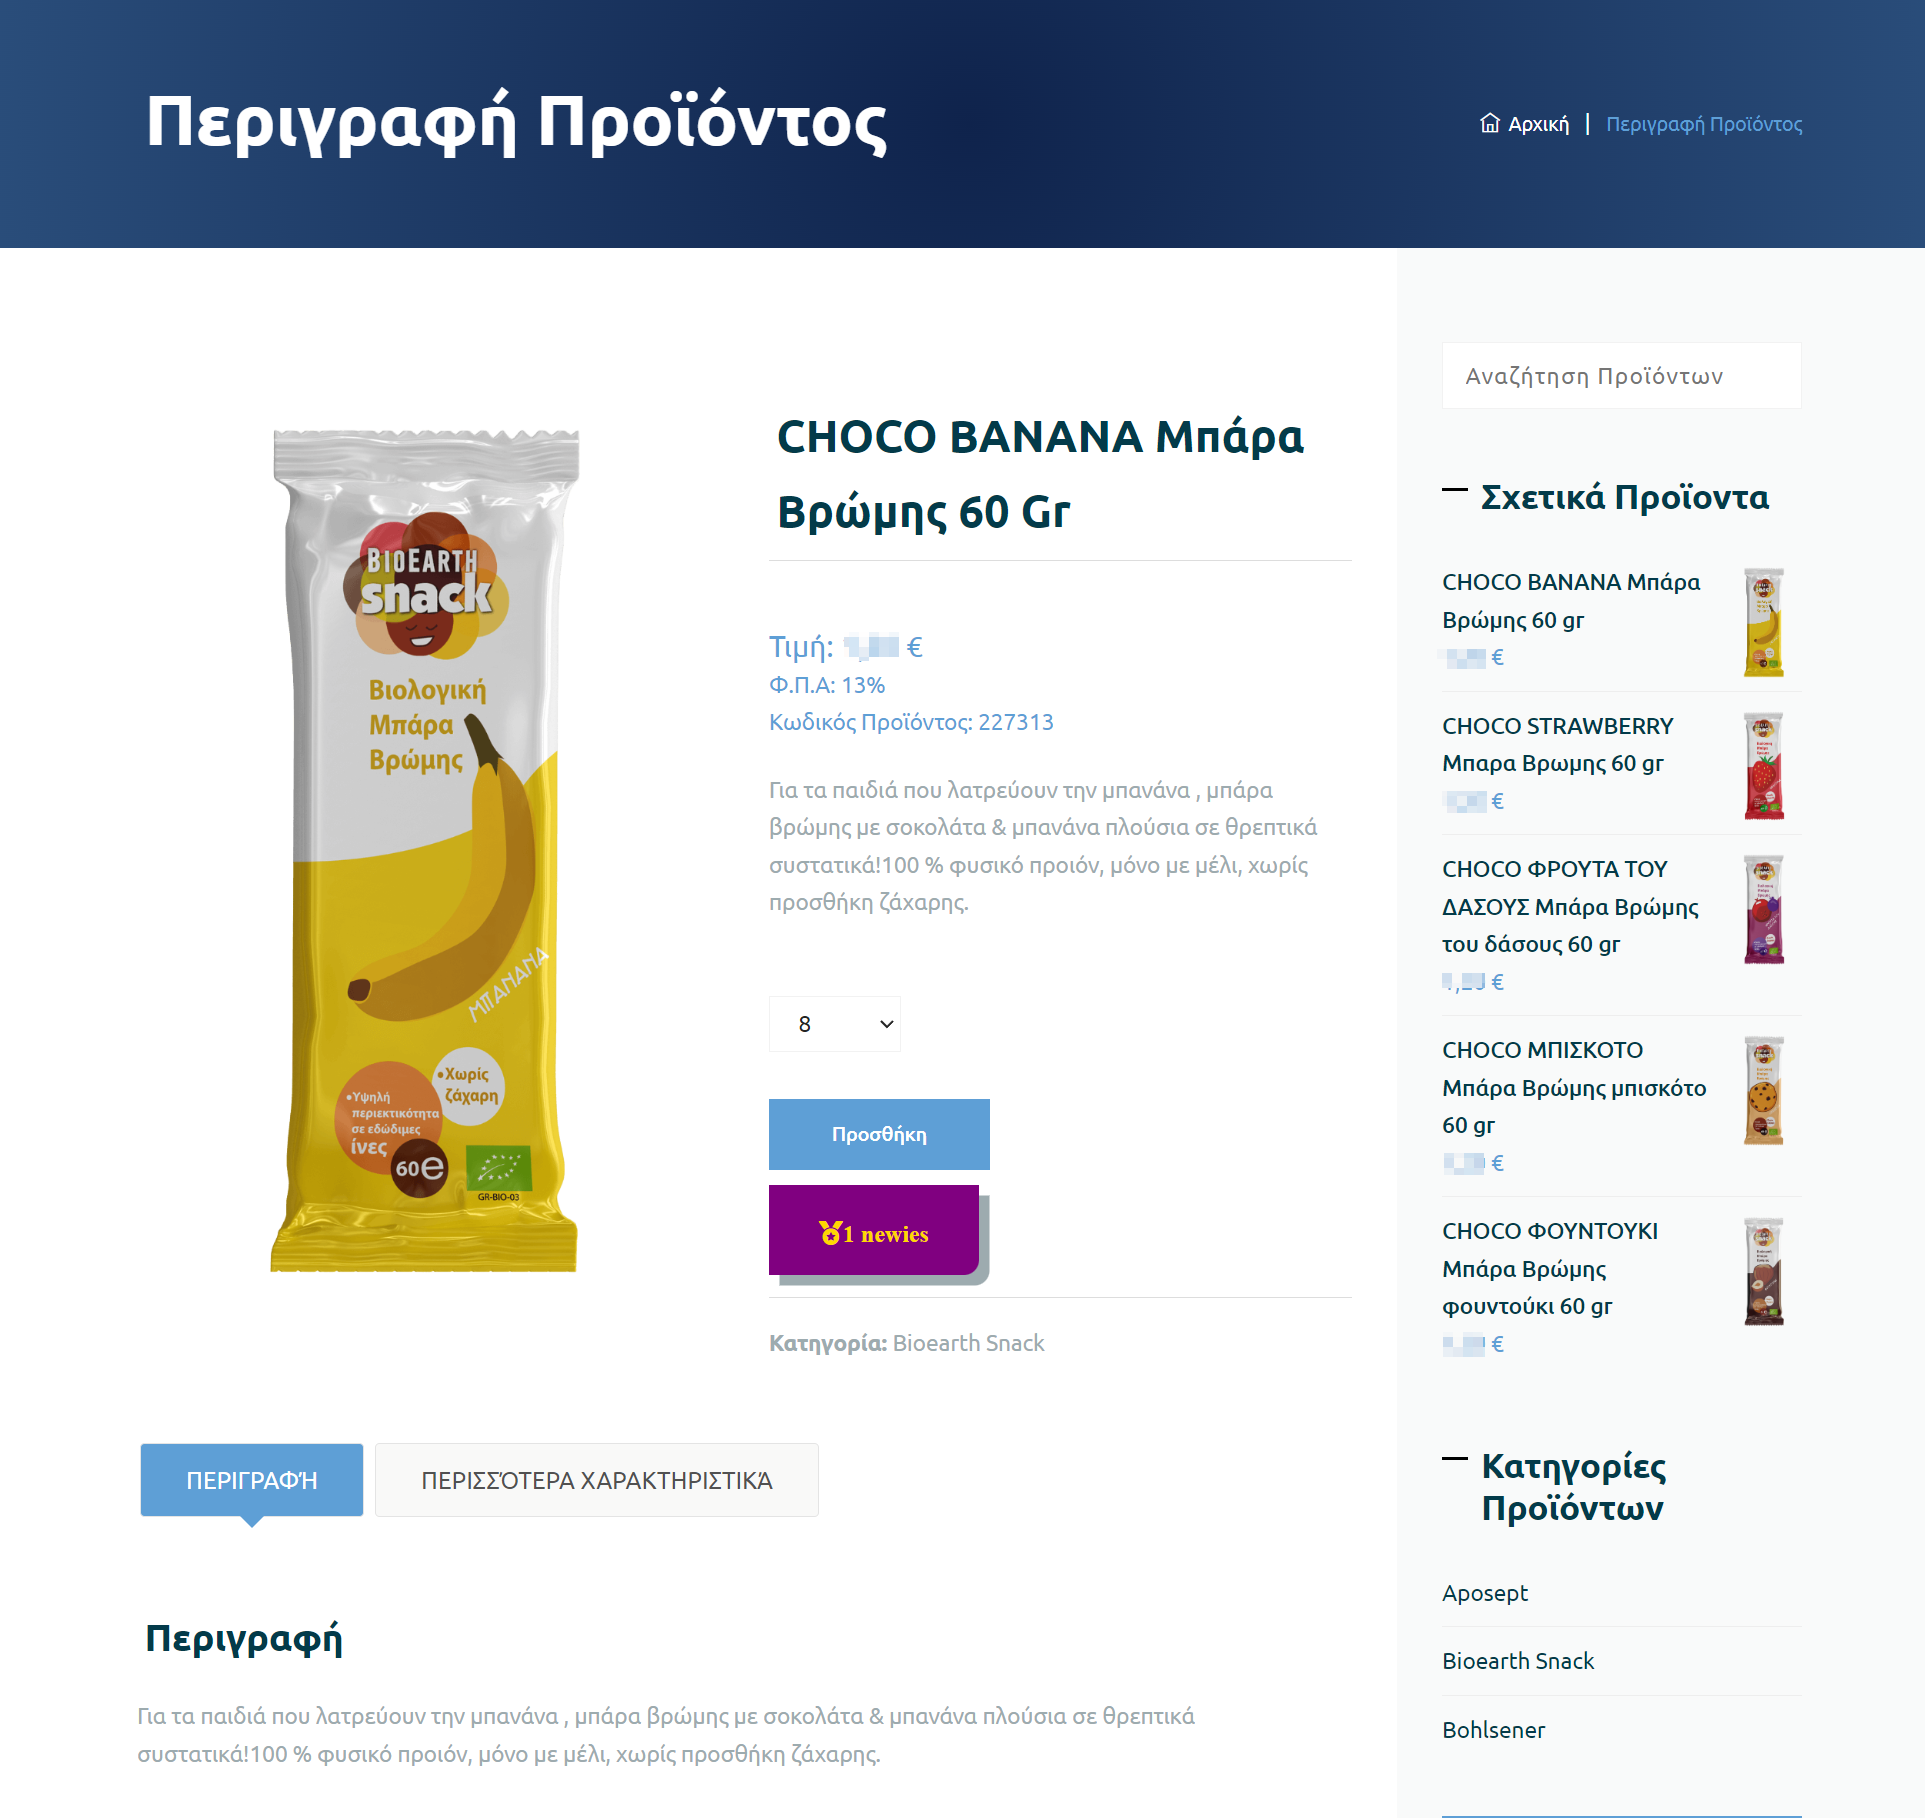 Περιγραφή Προϊόντος
Αρχική | Περιγραφή Προϊόντος
BIOEARTH
snack
Βιολογική
Μπάρα
Βρώμης
ΜΠΑΝΑΝΑ
•Χωρίς
ζάχαρη
•Υψηλή
περιεκτικότητα
σε εδώδιμες
ίνες
60e
GR-BIO-03
CHOCO BANANA Μπάρα
Βρώμης 60 Gr
Τιμή: €
Φ.Π.Α: 13%
Κωδικός Προϊόντος: 227313
Για τα παιδιά που λατρεύουν την μπανάνα , μπάρα
βρώμης με σοκολάτα & μπανάνα πλούσια σε θρεπτικά
συστατικά!100 % φυσικό προιόν, μόνο με μέλι, χωρίς
προσθήκη ζάχαρης.
8
Προσθήκη
1 newies
Κατηγορία: Bioearth Snack
ΠΕΡΙΓΡΑΦΉ
ΠΕΡΙΣΣΌΤΕΡΑ ΧΑΡΑΚΤΗΡΙΣΤΙΚΆ
Περιγραφή
Για τα παιδιά που λατρεύουν την μπανάνα , μπάρα βρώμης με σοκολάτα & μπανάνα πλούσια σε θρεπτικά
συστατικά!100 % φυσικό προιόν, μόνο με μέλι, χωρίς προσθήκη ζάχαρης.
Αναζήτηση Προϊόντων
Σχετικά Προϊοντα
CHOCO BANANA Μπάρα
Βρώμης 60 gr
€
CHOCO STRAWBERRY
Μπαρα Βρωμης 60 gr
€
CHOCO ΦΡΟΥΤΑ ΤΟΥ
ΔΑΣΟΥΣ Μπάρα Βρώμης
του δάσους 60 gr
€
CHOCO ΜΠΙΣΚΟΤΟ
Μπάρα Βρώμης μπισκότο
60 gr
€
CHOCO ΦΟΥΝΤΟΥΚΙ
Μπάρα Βρώμης
φουντούκι 60 gr
€
Κατηγορίες
Προϊόντων
Aposept
Bioearth Snack
Bohlsener